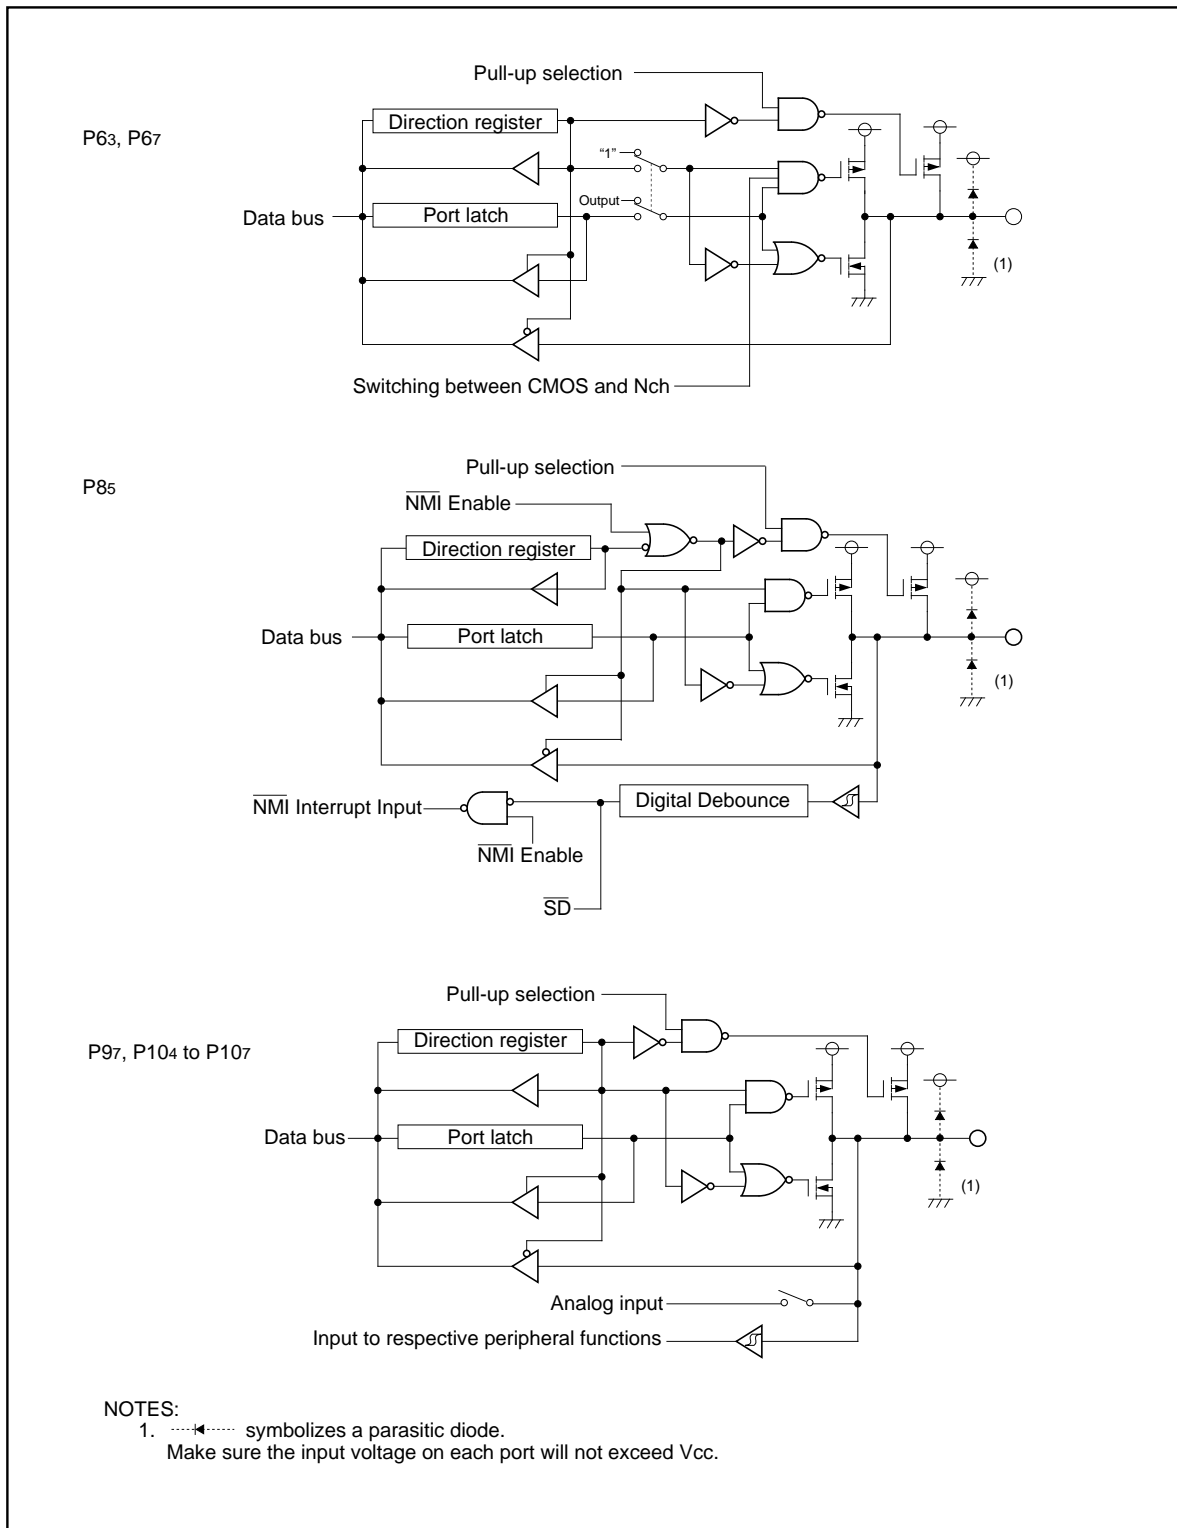 Pull-up selection
P63, P67
Direction register
"1"
Output
Data bus
Port latch
(1)
Switching between CMOS and Nch
P85
Pull-up selection
NMI Enable
Direction register
Data bus
Port latch
(1)
NMI Interrupt Input
Digital Debounce
NMI Enable
SD
P97, P104 to P107
Pull-up selection
Direction register
Data bus
Port latch
(1)
Analog input
Input to respective peripheral functions
NOTES:
1. symbolizes a parasitic diode.
Make sure the input voltage on each port will not exceed Vcc.